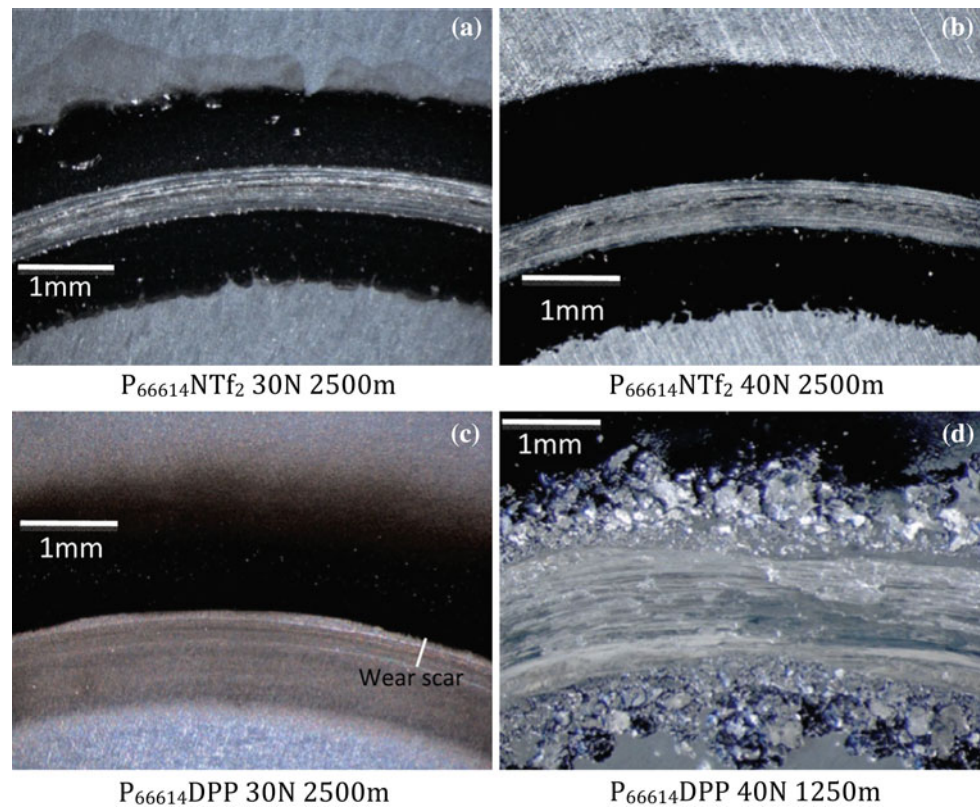 (a)
(b)
1mm
1mm
P₆₆₆₁₄NTf₂ 30N 2500m
P₆₆₆₁₄NTf₂ 40N 2500m
(c)
(d)
1mm
1mm
Wear scar
P₆₆₆₁₄DPP 30N 2500m
P₆₆₆₁₄DPP 40N 1250m